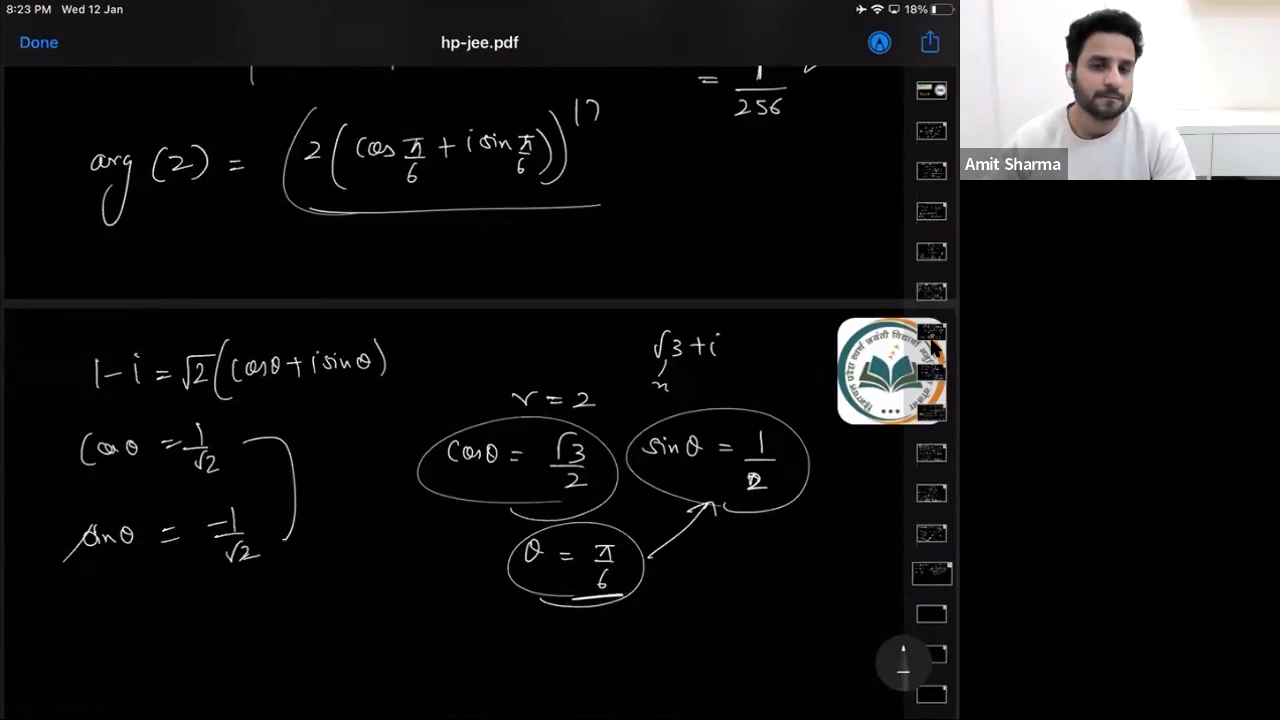 8:23 PM Wed 12 Jan
18%
Done
hp-jee.pdf
= 1/256
arg (2) = (2(cos π/6 + i sin π/6))^17
1 - i = √2 (cosθ + i sinθ)
√3 + i
x
r = 2
cosθ = 1/√2
cosθ = √3/2
sinθ = 1/2
sinθ = -1/√2
θ = π/6
Amit Sharma